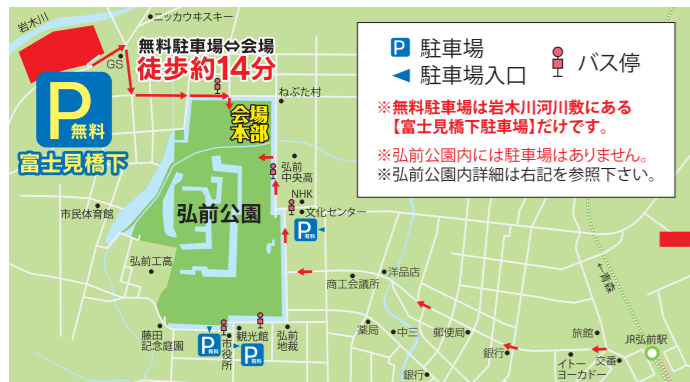 岩木川
ニッカウヰスキー
GS
無料駐車場⇔会場
徒歩約14分
P
無料
富士見橋下
ねぷた村
会場
本部
P 駐車場
駐車場入口
バス停
※無料駐車場は岩木川河川敷にある
【富士見橋下駐車場】だけです。
※弘前公園内には駐車場はありません。
※弘前公園内詳細は右記を参照下さい。
弘前
中央高
NHK
文化センター
P
有料
市民体育館
弘前公園
弘前工高
商工会議所
洋品店
←青森
藤田
記念庭園
P
有料
市役所
観光館
P
有料
弘前
地裁
薬局
中三
郵便局
銀行
銀行
旅館
JR弘前駅
イトー
ヨーカドー
交番